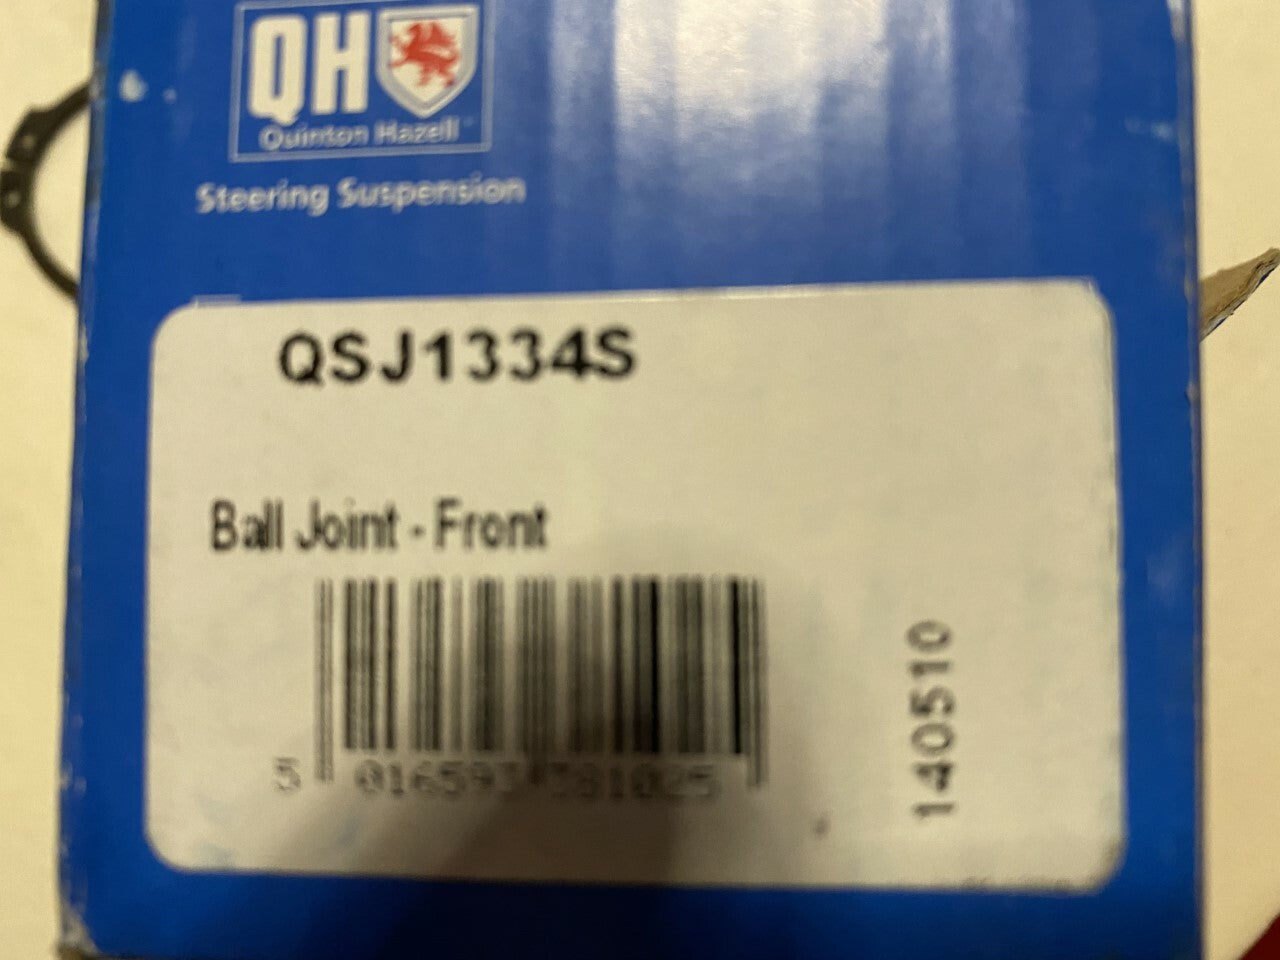 QH
Quinton Hazell
Steering Suspension
QSJ1334S
Ball Joint - Front
140510